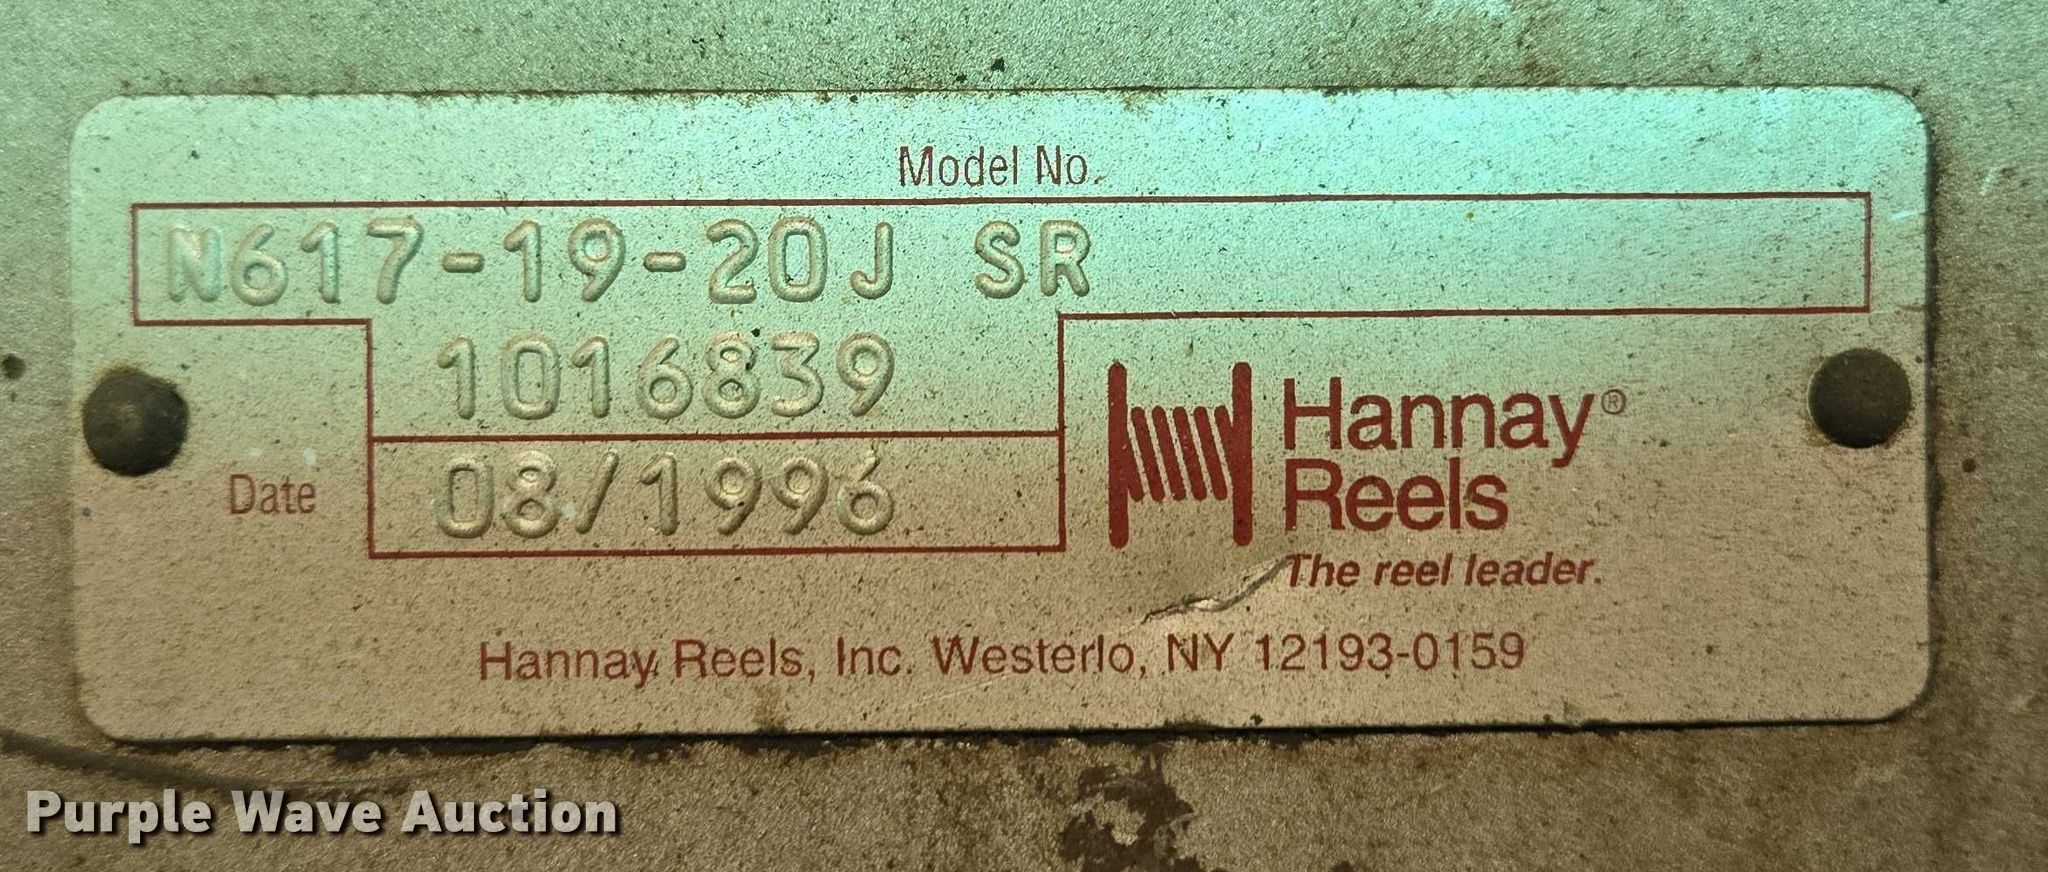 Model No.
N617-19-20J SR
1016839
Date 08/1996
Hannay®
Reels
The reel leader.
Hannay Reels, Inc. Westerlo, NY 12193-0159
Purple Wave Auction